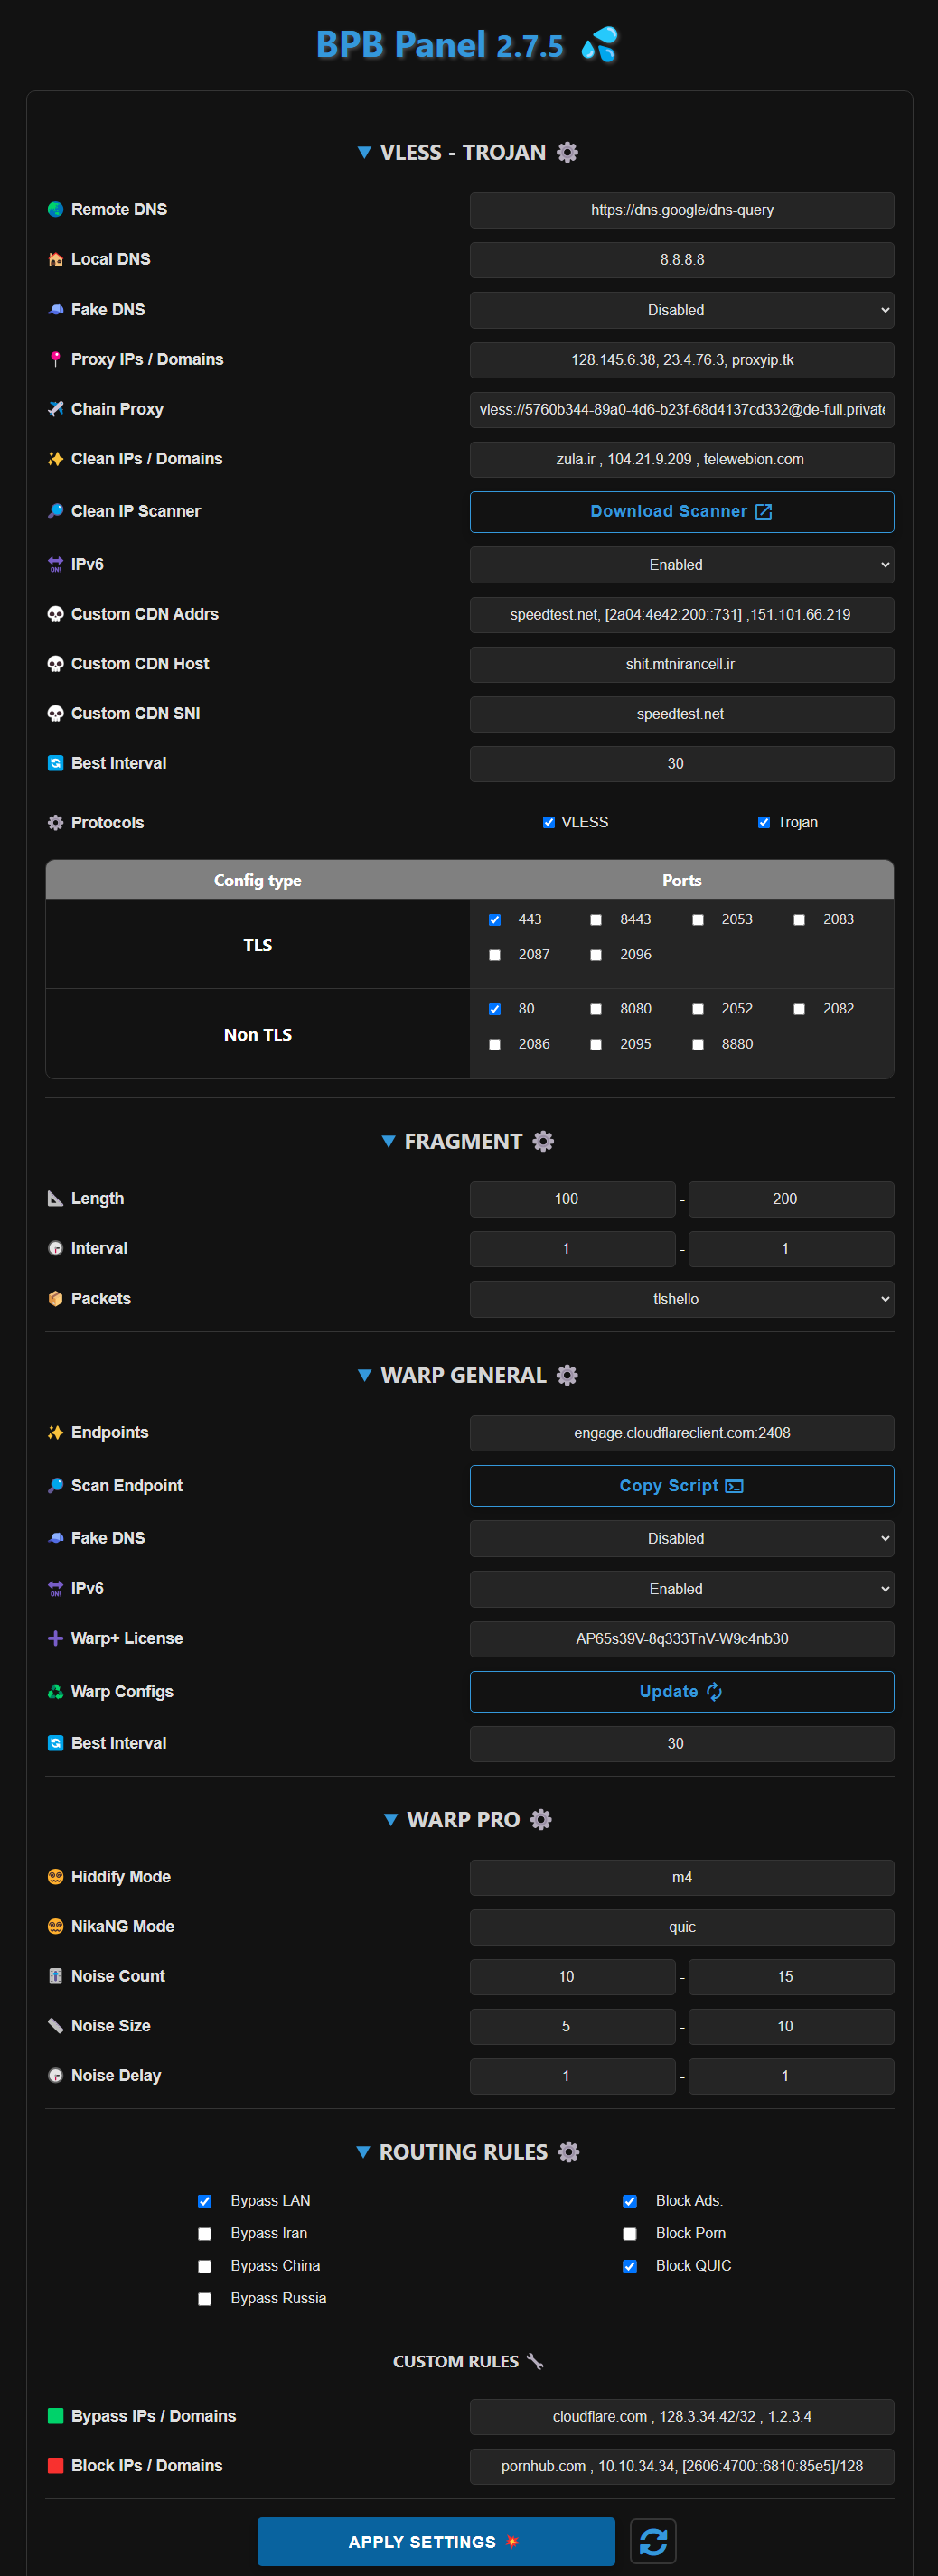 BPB Panel 2.7.5 💦
VLESS - TROJAN
Remote DNS https://dns.google/dns-query
Local DNS 8.8.8.8
Fake DNS Disabled
Proxy IPs / Domains 128.145.6.38, 23.4.76.3, proxyip.tk
Chain Proxy vless://5760b344-89a0-4d6-b23f-68d4137cd332@de-full.private
Clean IPs / Domains zula.ir , 104.21.9.209 , telewebion.com
Clean IP Scanner Download Scanner
IPv6 Enabled
Custom CDN Addrs speedtest.net, [2a04:4e42:200::731] ,151.101.66.219
Custom CDN Host shit.mtnirancell.ir
Custom CDN SNI speedtest.net
Best Interval 30
Protocols VLESS Trojan
Config type Ports
TLS
443 8443 2053 2083
2087 2096
Non TLS
80 8080 2052 2082
2086 2095 8880
FRAGMENT
Length 100 - 200
Interval 1 - 1
Packets tlshello
WARP GENERAL
Endpoints engage.cloudflareclient.com:2408
Scan Endpoint Copy Script
Fake DNS Disabled
ON! IPv6 Enabled
Warp+ License AP65s39V-8q333TnV-W9c4nb30
Warp Configs Update
Best Interval 30
WARP PRO
Hiddify Mode m4
NikaNG Mode quic
Noise Count 10 - 15
Noise Size 5 - 10
Noise Delay 1 - 1
ROUTING RULES
Bypass LAN Block Ads.
Bypass Iran Block Porn
Bypass China Block QUIC
Bypass Russia
CUSTOM RULES
Bypass IPs / Domains cloudflare.com , 128.3.34.42/32 , 1.2.3.4
Block IPs / Domains pornhub.com , 10.10.34.34, [2606:4700::6810:85e5]/128
APPLY SETTINGS